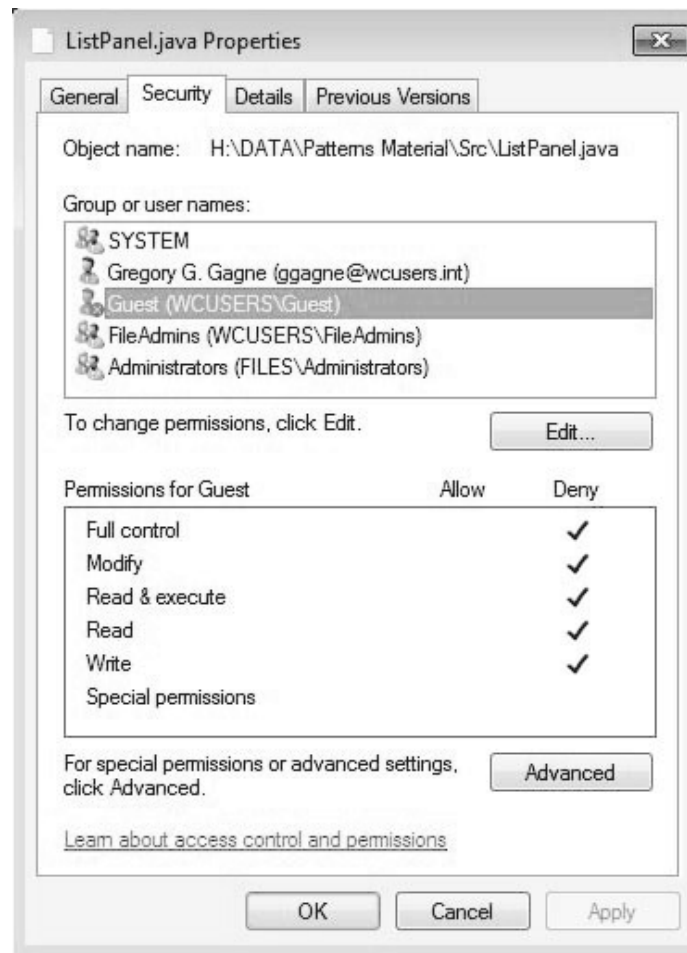 ListPanel.java Properties
General Security Details Previous Versions
Object name: H:\DATA\Patterns Material\Src\ListPanel.java
Group or user names:
SYSTEM
Gregory G. Gagne (ggagne@wcusers.int)
Guest (WCUSERS\Guest)
FileAdmins (WCUSERS\FileAdmins)
Administrators (FILES\Administrators)
To change permissions, click Edit. Edit...
Permissions for Guest Allow Deny
Full control
Modify
Read & execute
Read
Write
Special permissions
For special permissions or advanced settings,
click Advanced. Advanced
Learn about access control and permissions
OK Cancel Apply